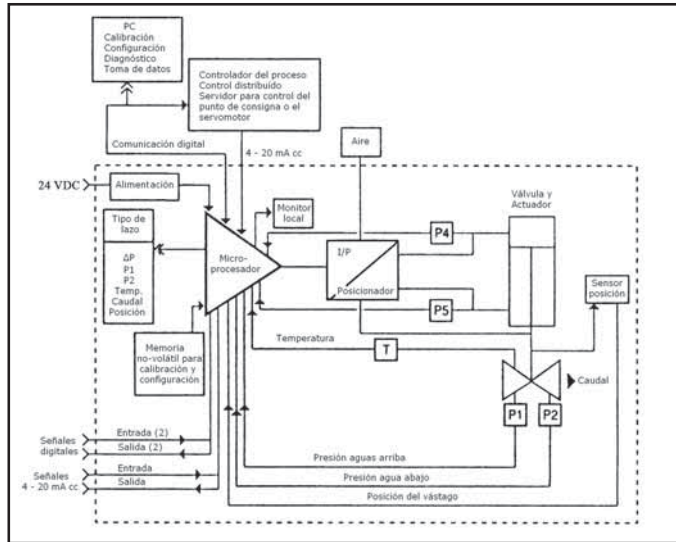 PC
Calibración
Configuración
Diagnóstico
Toma de datos
Controlador del proceso
Control distribuido
Servidor para control del
punto de consigna o el
servomotor
Comunicación digital
4 - 20 mA cc
Aire
24 VDC
Alimentación
Tipo de
lazo
ΔP
P1
P2
Temp.
Caudal
Posición
Micro-
procesador
Monitor
local
I/P
Posicionador
P4
P5
Válvula y
Actuador
Sensor
posición
Memoria
no-volátil para
calibración y
configuración
Temperatura
T
Caudal
P1
P2
Señales
digitales
Entrada (2)
Salida (2)
Señales
4 - 20 mA cc
Entrada
Salida
Presión aguas arriba
Presión agua abajo
Posición del vástago